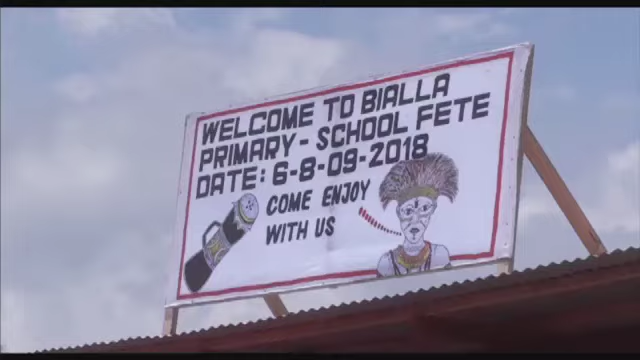 WELCOME TO BIALLA
PRIMARY - SCHOOL FETE
DATE: 6-8-09-2018
COME ENJOY
WITH US